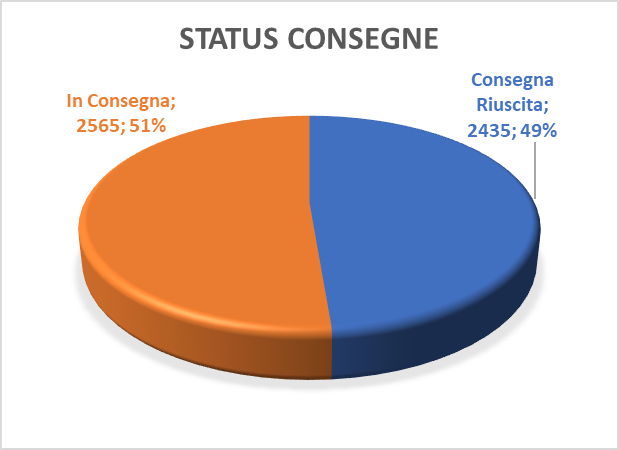 STATUS CONSEGNE
In Consegna;
2565; 51%
Consegna
Riuscita;
2435; 49%